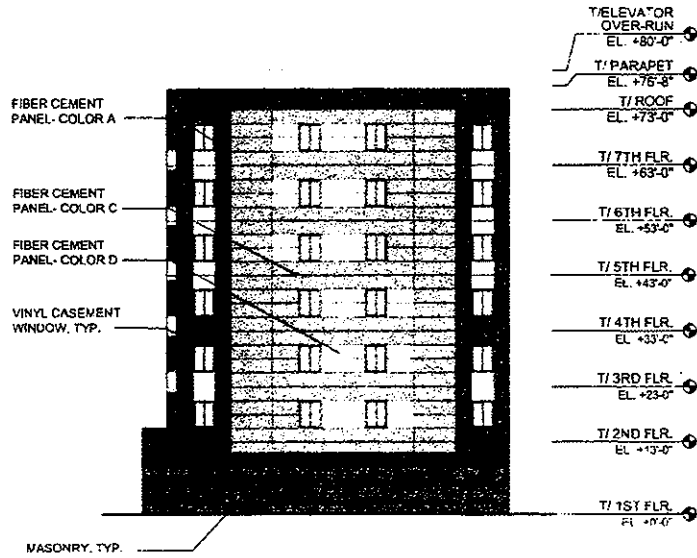 T/ELEVATOR
OVER-RUN
EL. +80'-0"
T/ PARAPET
EL. +76'-8"
T/ ROOF
EL. +73'-0"
T/ 7TH FLR.
EL. +63'-0"
T/ 6TH FLR.
EL. +53'-0"
T/ 5TH FLR.
EL. +43'-0"
T/ 4TH FLR.
EL. +33'-0"
T/ 3RD FLR.
EL. +23'-0"
T/ 2ND FLR.
EL. +13'-0"
T/ 1ST FLR.
EL. +0'-0"
FIBER CEMENT
PANEL- COLOR A
FIBER CEMENT
PANEL- COLOR C
FIBER CEMENT
PANEL- COLOR D
VINYL CASEMENT
WINDOW, TYP.
MASONRY, TYP.